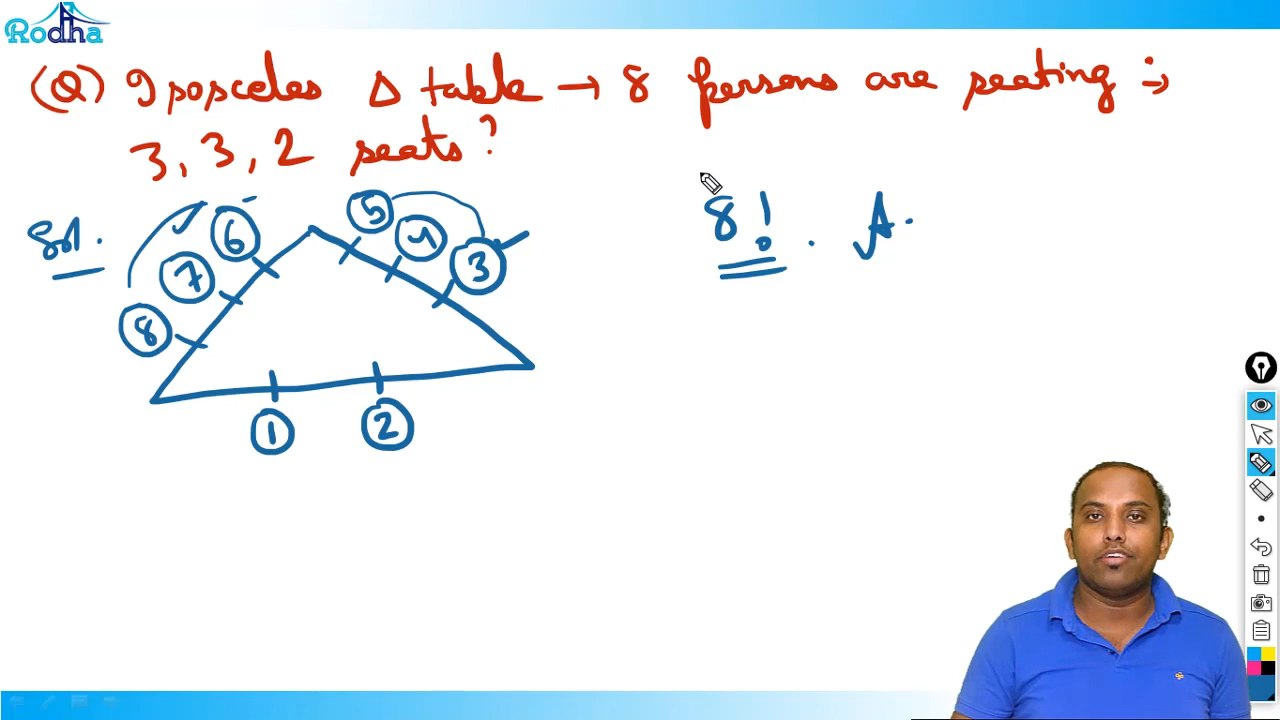 Rodha
(Q) Isosceles Δ table → 8 persons are seating in
3, 3, 2 seats?
Sol.
8! . A.
5
6 4
7 3
8
1 2